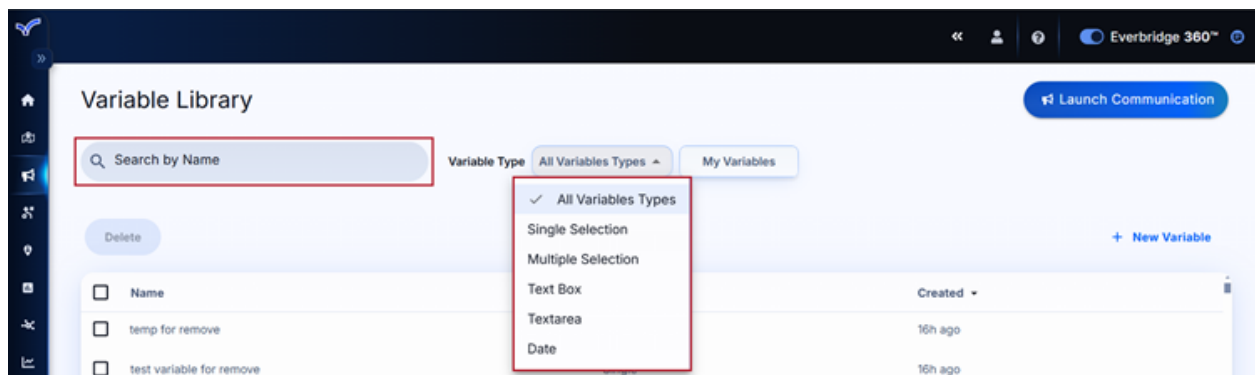 Everbridge 360™
Variable Library
Launch Communication
Search by Name
Variable Type All Variables Types My Variables
All Variables Types
Single Selection
Multiple Selection
Text Box
Textarea
Date
Delete
+ New Variable
Name Created
temp for remove 16h ago
test variable for remove 16h ago